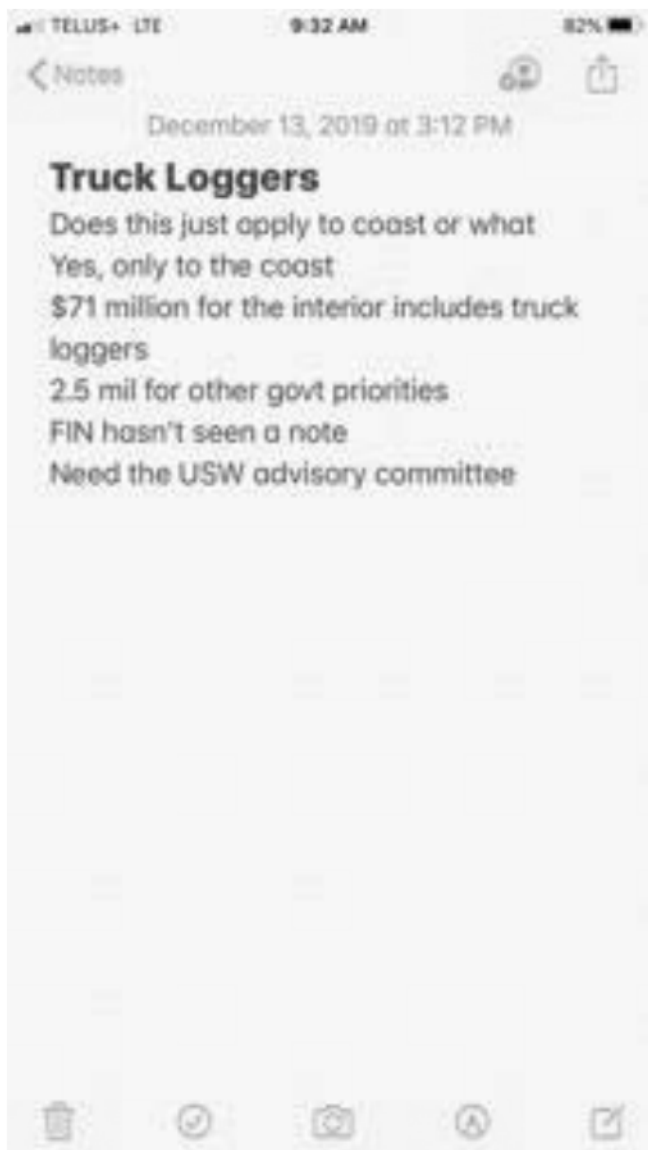 TELUS+ LTE 9:32 AM 82%
Notes
December 13, 2019 at 3:12 PM
Truck Loggers
Does this just apply to coast or what
Yes, only to the coast
$71 million for the interior includes truck
loggers
2.5 mil for other govt priorities
FIN hasn't seen a note
Need the USW advisory committee